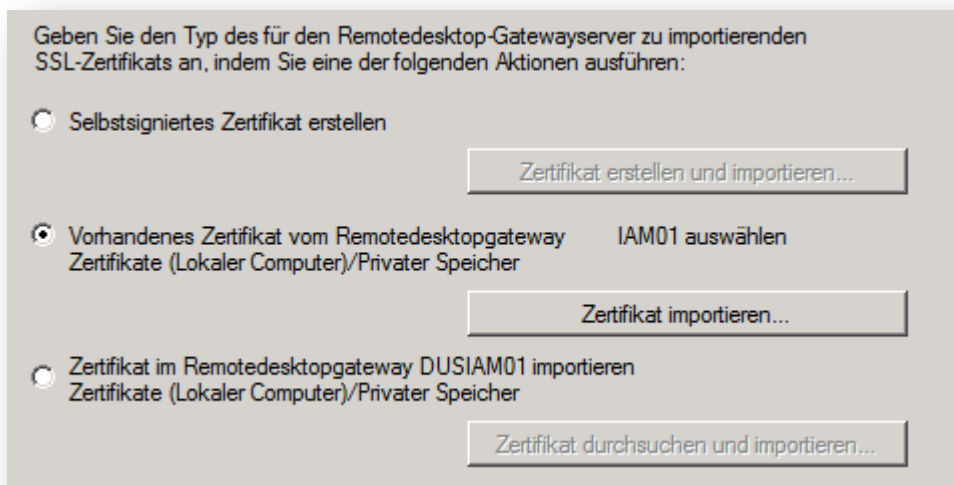 Geben Sie den Typ des für den Remotedesktop-Gatewayserver zu importierenden
SSL-Zertifikats an, indem Sie eine der folgenden Aktionen ausführen:
Selbstsigniertes Zertifikat erstellen
Zertifikat erstellen und importieren...
Vorhandenes Zertifikat vom Remotedesktopgateway IAM01 auswählen
Zertifikate (Lokaler Computer)/Privater Speicher
Zertifikat importieren...
Zertifikat im Remotedesktopgateway DUSIAM01 importieren
Zertifikate (Lokaler Computer)/Privater Speicher
Zertifikat durchsuchen und importieren...